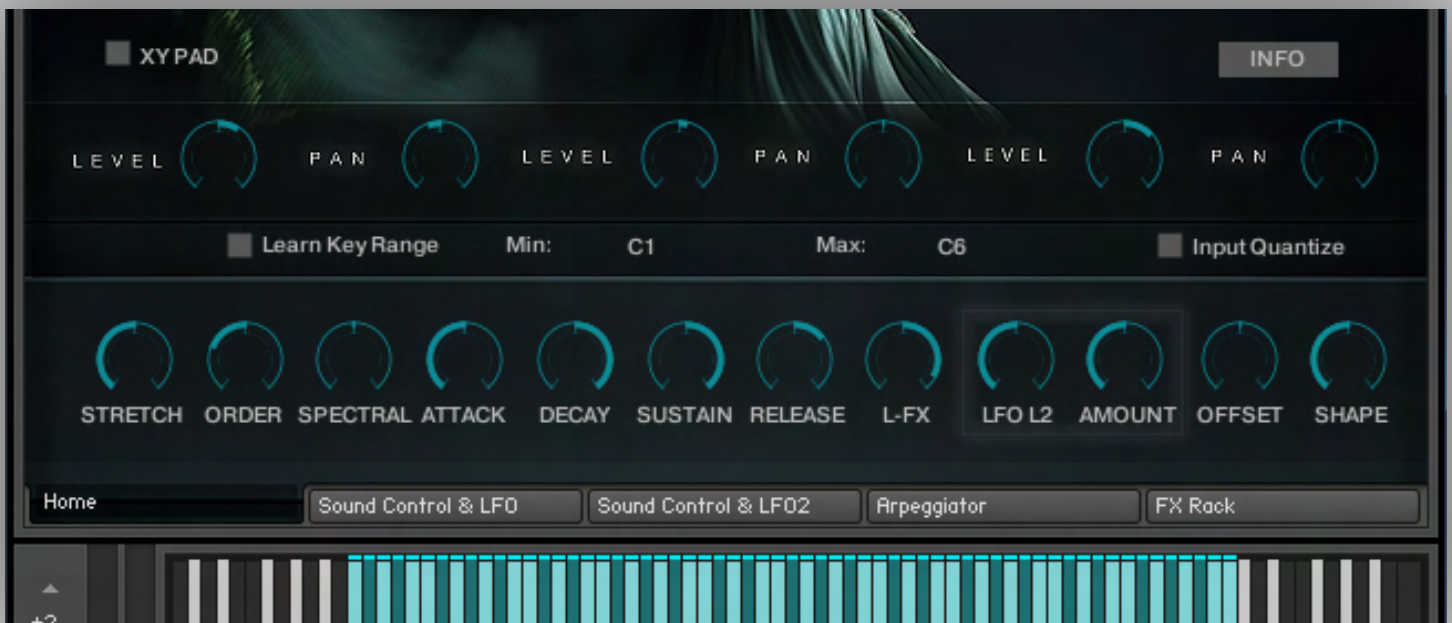 XY PAD INFO
LEVEL PAN LEVEL PAN LEVEL PAN
Learn Key Range Min: C1 Max: C6 Input Quantize
STRETCH ORDER SPECTRAL ATTACK DECAY SUSTAIN RELEASE L-FX LFO L2 AMOUNT OFFSET SHAPE
Home Sound Control & LFO Sound Control & LFO2 Arpeggiator FX Rack